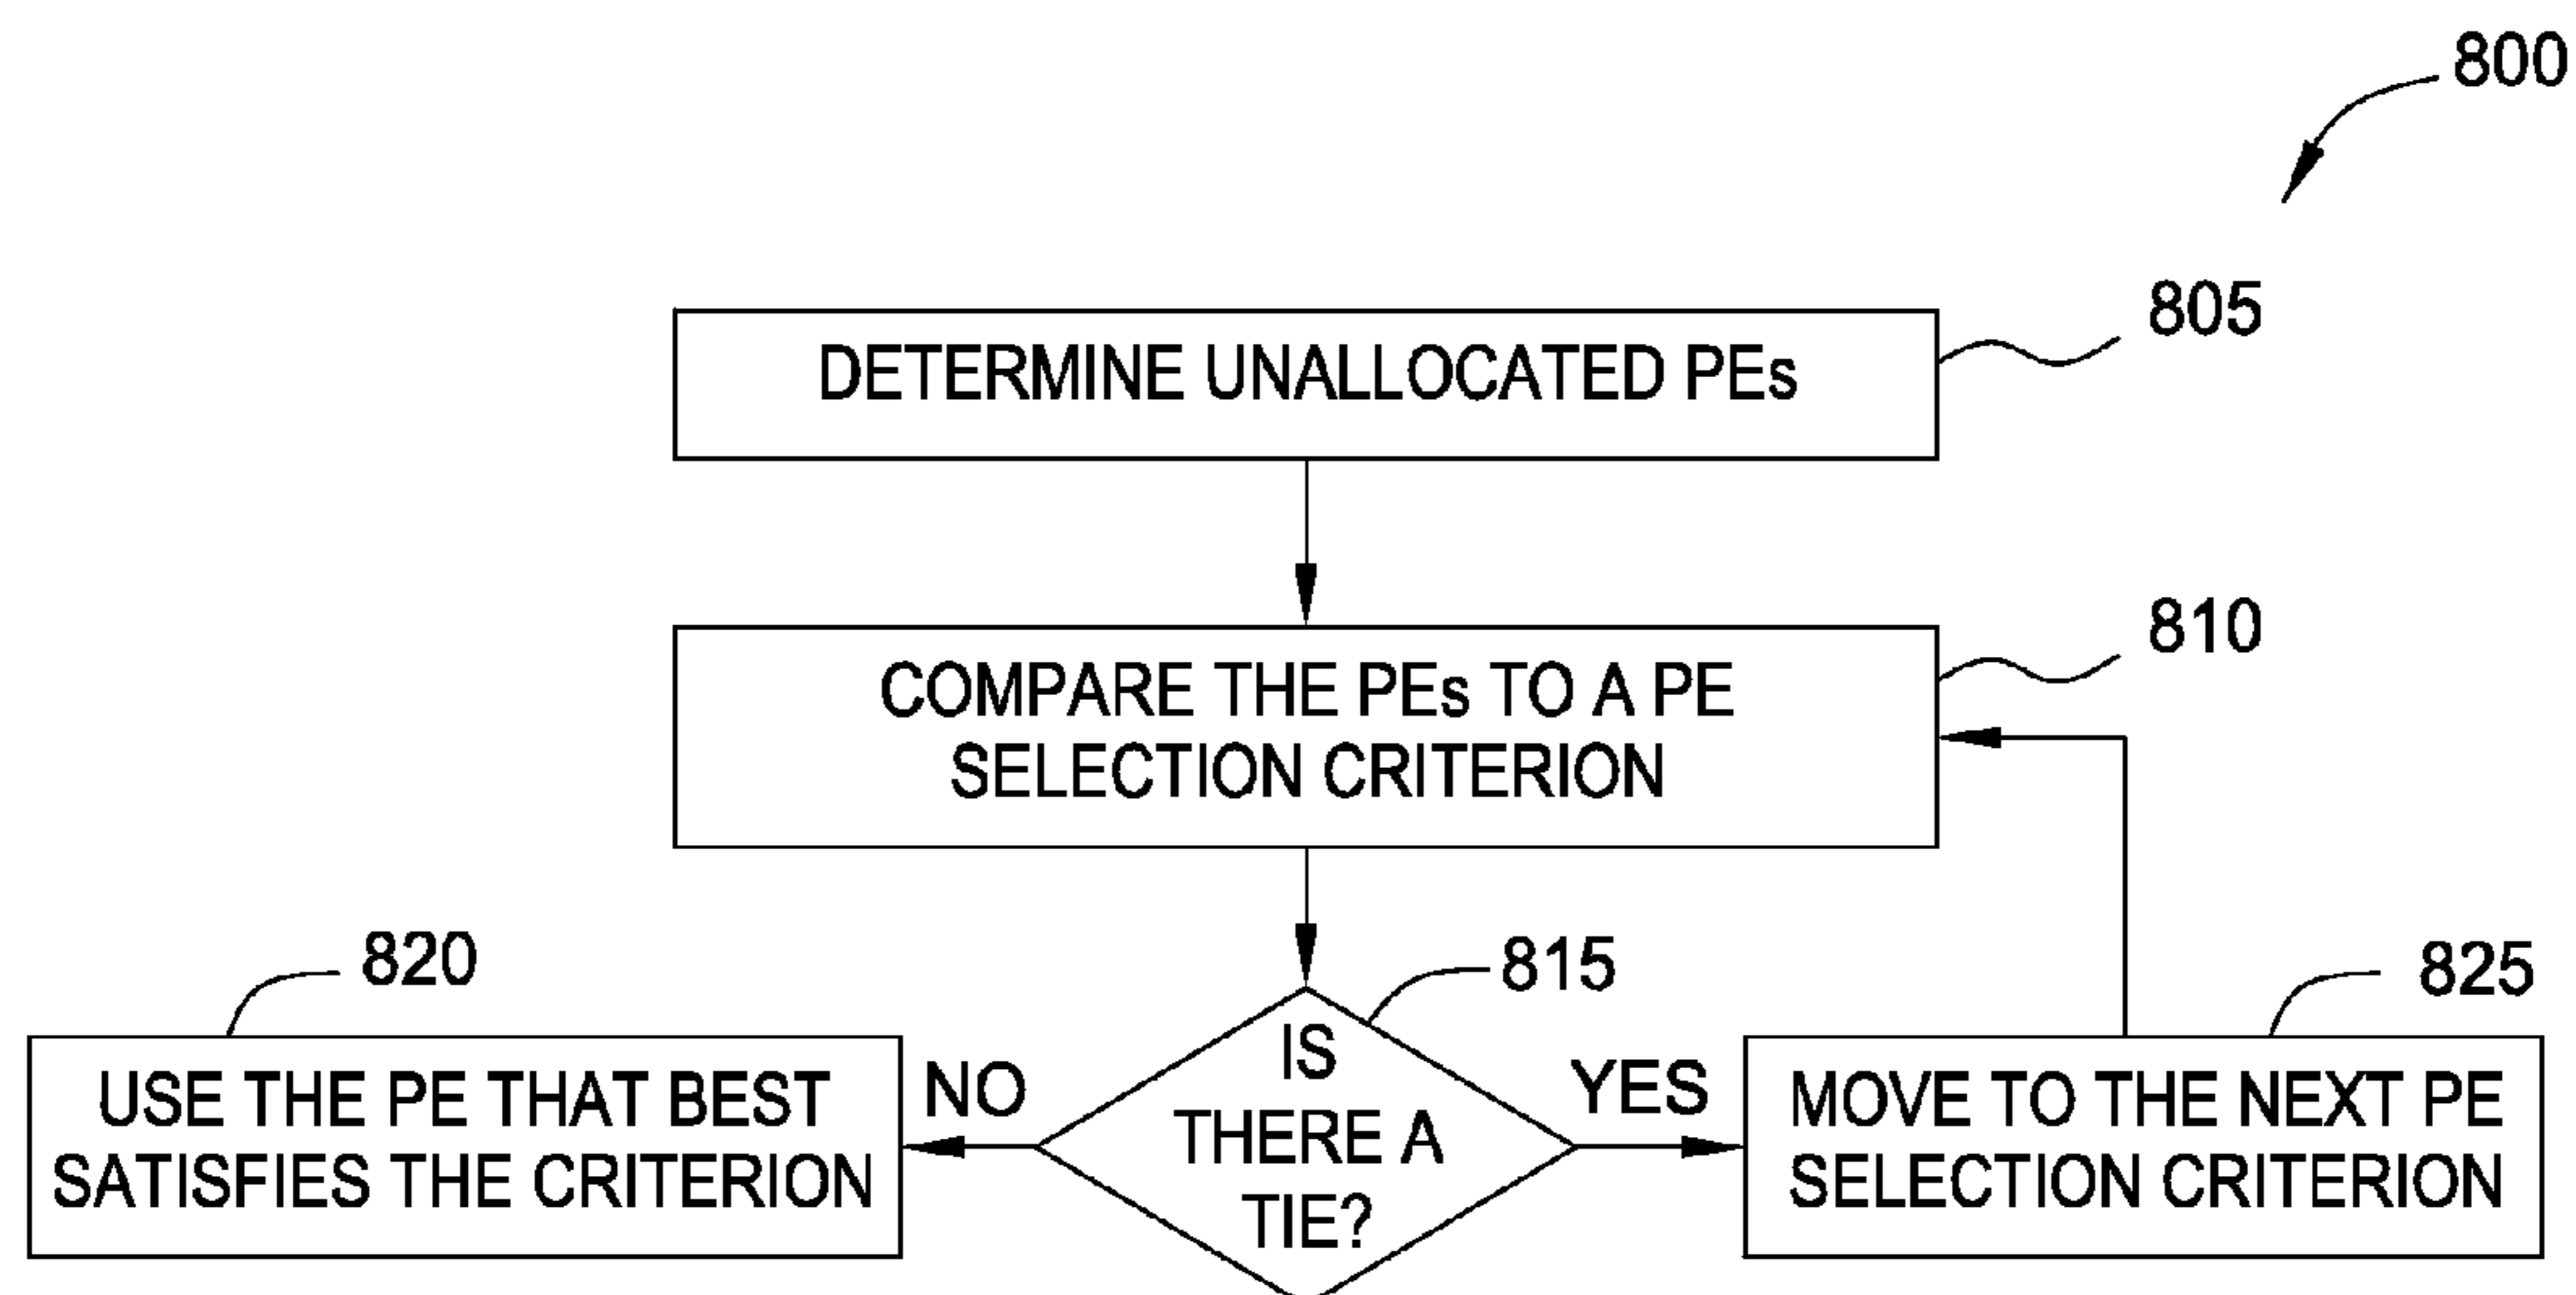 800
805
DETERMINE UNALLOCATED PEs
810
COMPARE THE PEs TO A PE
SELECTION CRITERION
820
815
825
USE THE PE THAT BEST
SATISFIES THE CRITERION
NO
IS
THERE A
TIE?
YES
MOVE TO THE NEXT PE
SELECTION CRITERION